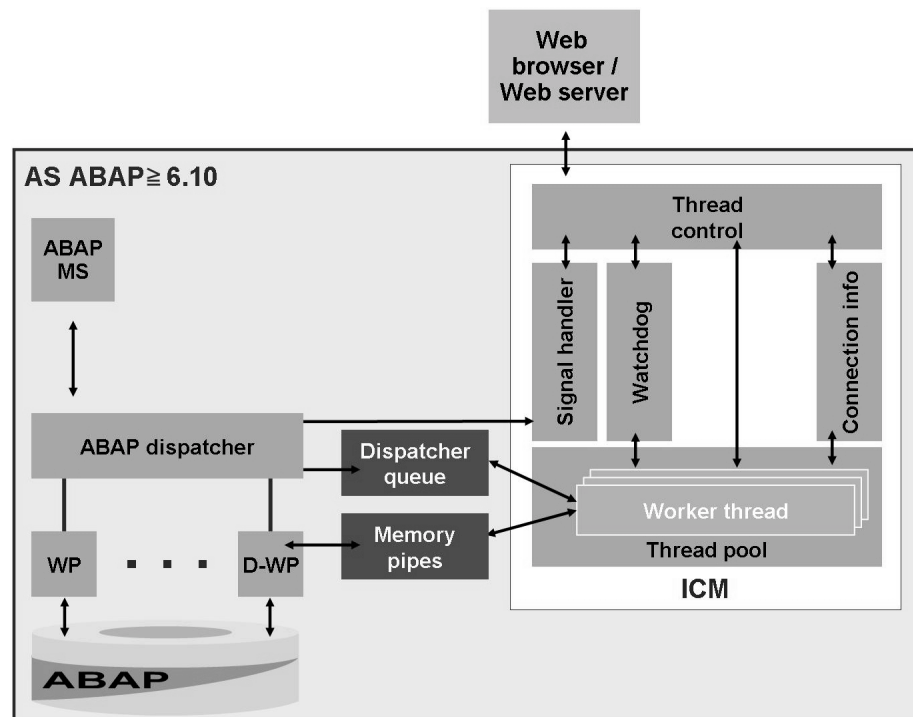 Web
browser /
Web server
AS ABAP≧ 6.10
ABAP
MS
Thread
control
Signal handler
Watchdog
Connection info
ABAP dispatcher
Dispatcher
queue
Worker thread
Memory
pipes
Thread pool
WP
D-WP
ICM
ABAP